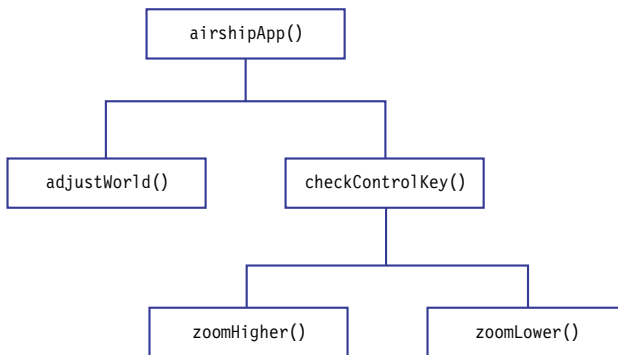 airshipApp()
adjustWorld()
checkControlKey()
zoomHigher()
zoomLower()